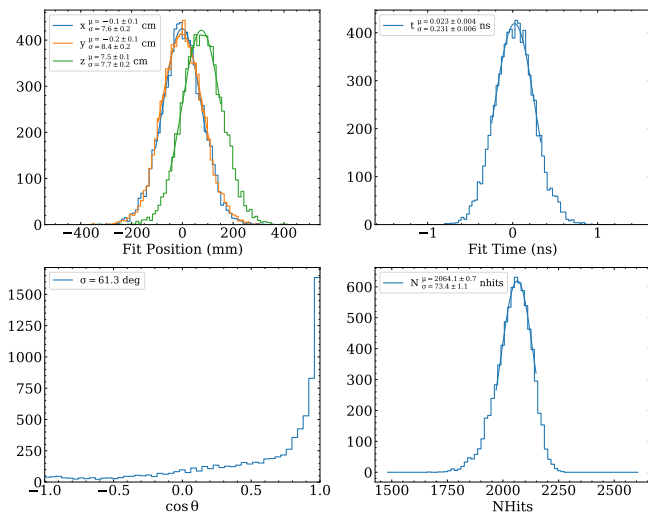 x μ = −0.1 ± 0.1 σ = 7.6 ± 0.2 cm
y μ = −0.2 ± 0.1 σ = 8.4 ± 0.2 cm
z μ = 7.5 ± 0.1 σ = 7.7 ± 0.2 cm
400
300
200
100
0
−400 −200 0 200 400
Fit Position (mm)
t μ = 0.023 ± 0.004 σ = 0.231 ± 0.006 ns
400
300
200
100
0
−1 0 1
Fit Time (ns)
σ = 61.3 deg
1500
1250
1000
750
500
250
0
−1.0 −0.5 0.0 0.5 1.0
cos θ
N μ = 2064.1 ± 0.7 σ = 73.4 ± 1.1 nhits
600
500
400
300
200
100
0
1500 1750 2000 2250 2500
NHits